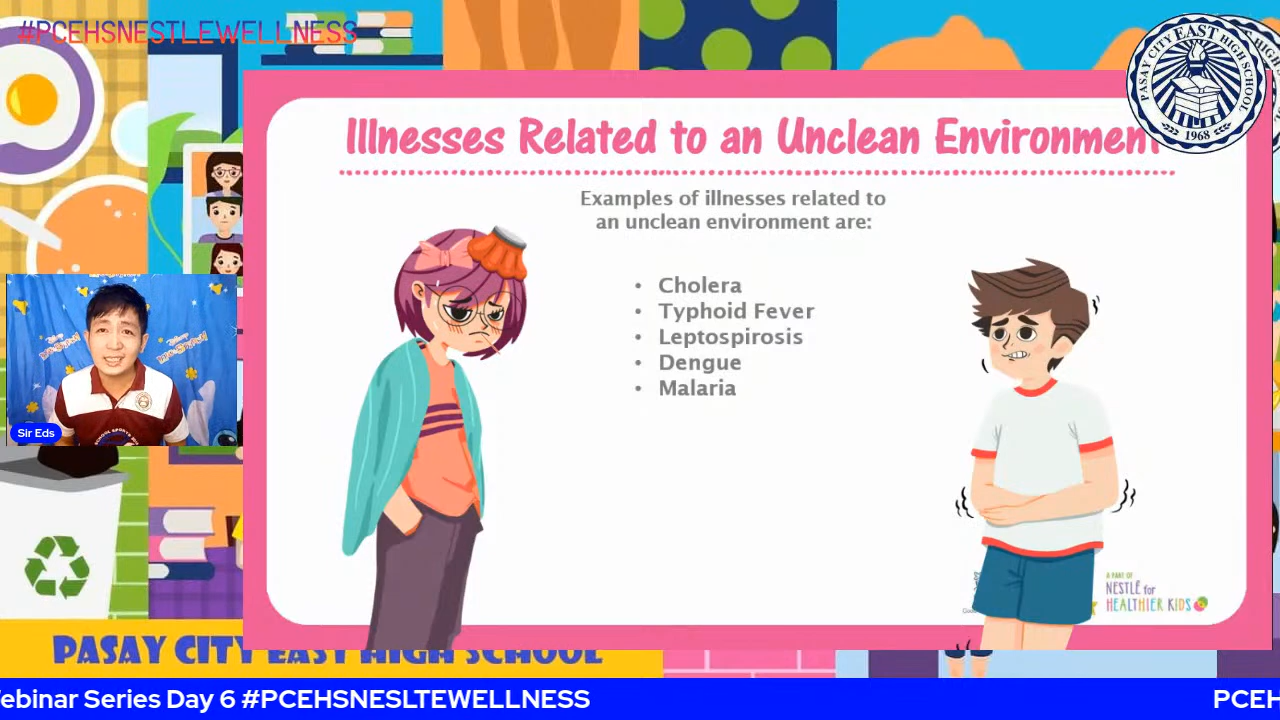 #PCEHSNESTLEWELLNESS
PASAY CITY EAST HIGH SCHOOL
1968
Illnesses Related to an Unclean Environment
Examples of illnesses related to
an unclean environment are:
• Cholera
• Typhoid Fever
• Leptospirosis
• Dengue
• Malaria
Sir Eds
A PART OF
NESTLÉ for
HEALTHIER KIDS
PASAY CITY EAST HIGH SCHOOL
ebinar Series Day 6 #PCEHSNESLTEWELLNESS
PCEH